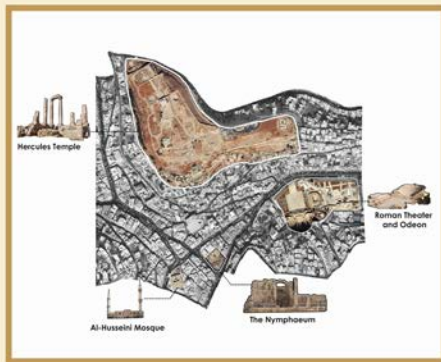 Hercules Temple
Roman Theater
and Odeon
Al-Husseini Mosque
The Nymphaeum